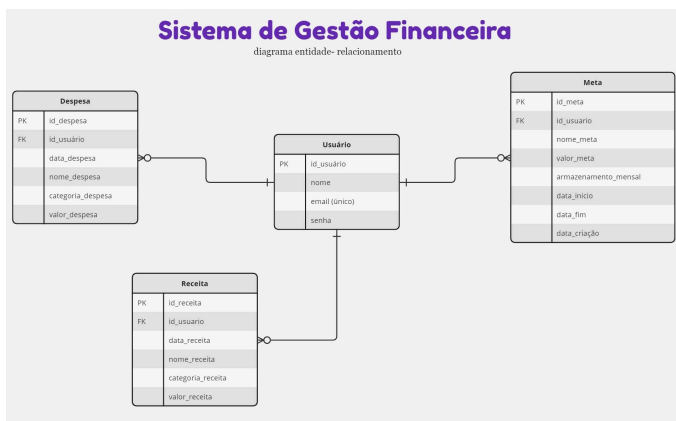 Sistema de Gestão Financeira
diagrama entidade- relacionamento
Despesa
PK id_despesa
FK id_usuário
data_despesa
nome_despesa
categoria_despesa
valor_despesa
Usuário
PK id_usuário
nome
email (único)
senha
Meta
PK id_meta
FK id_usuario
nome_meta
valor_meta
armazenamento_mensal
data_inicio
data_fim
data_criação
Receita
PK id_receita
FK id_usuario
data_receita
nome_receita
categoria_receita
valor_receita